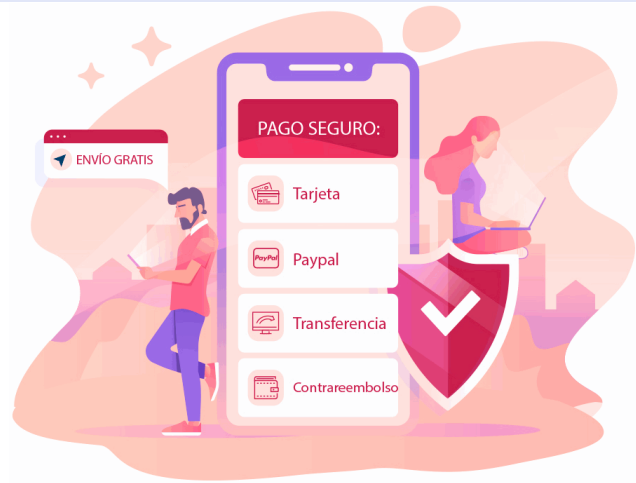 PAGO SEGURO:
ENVÍO GRATIS
Tarjeta
PayPal
Paypal
Transferencia
Contrareembolso